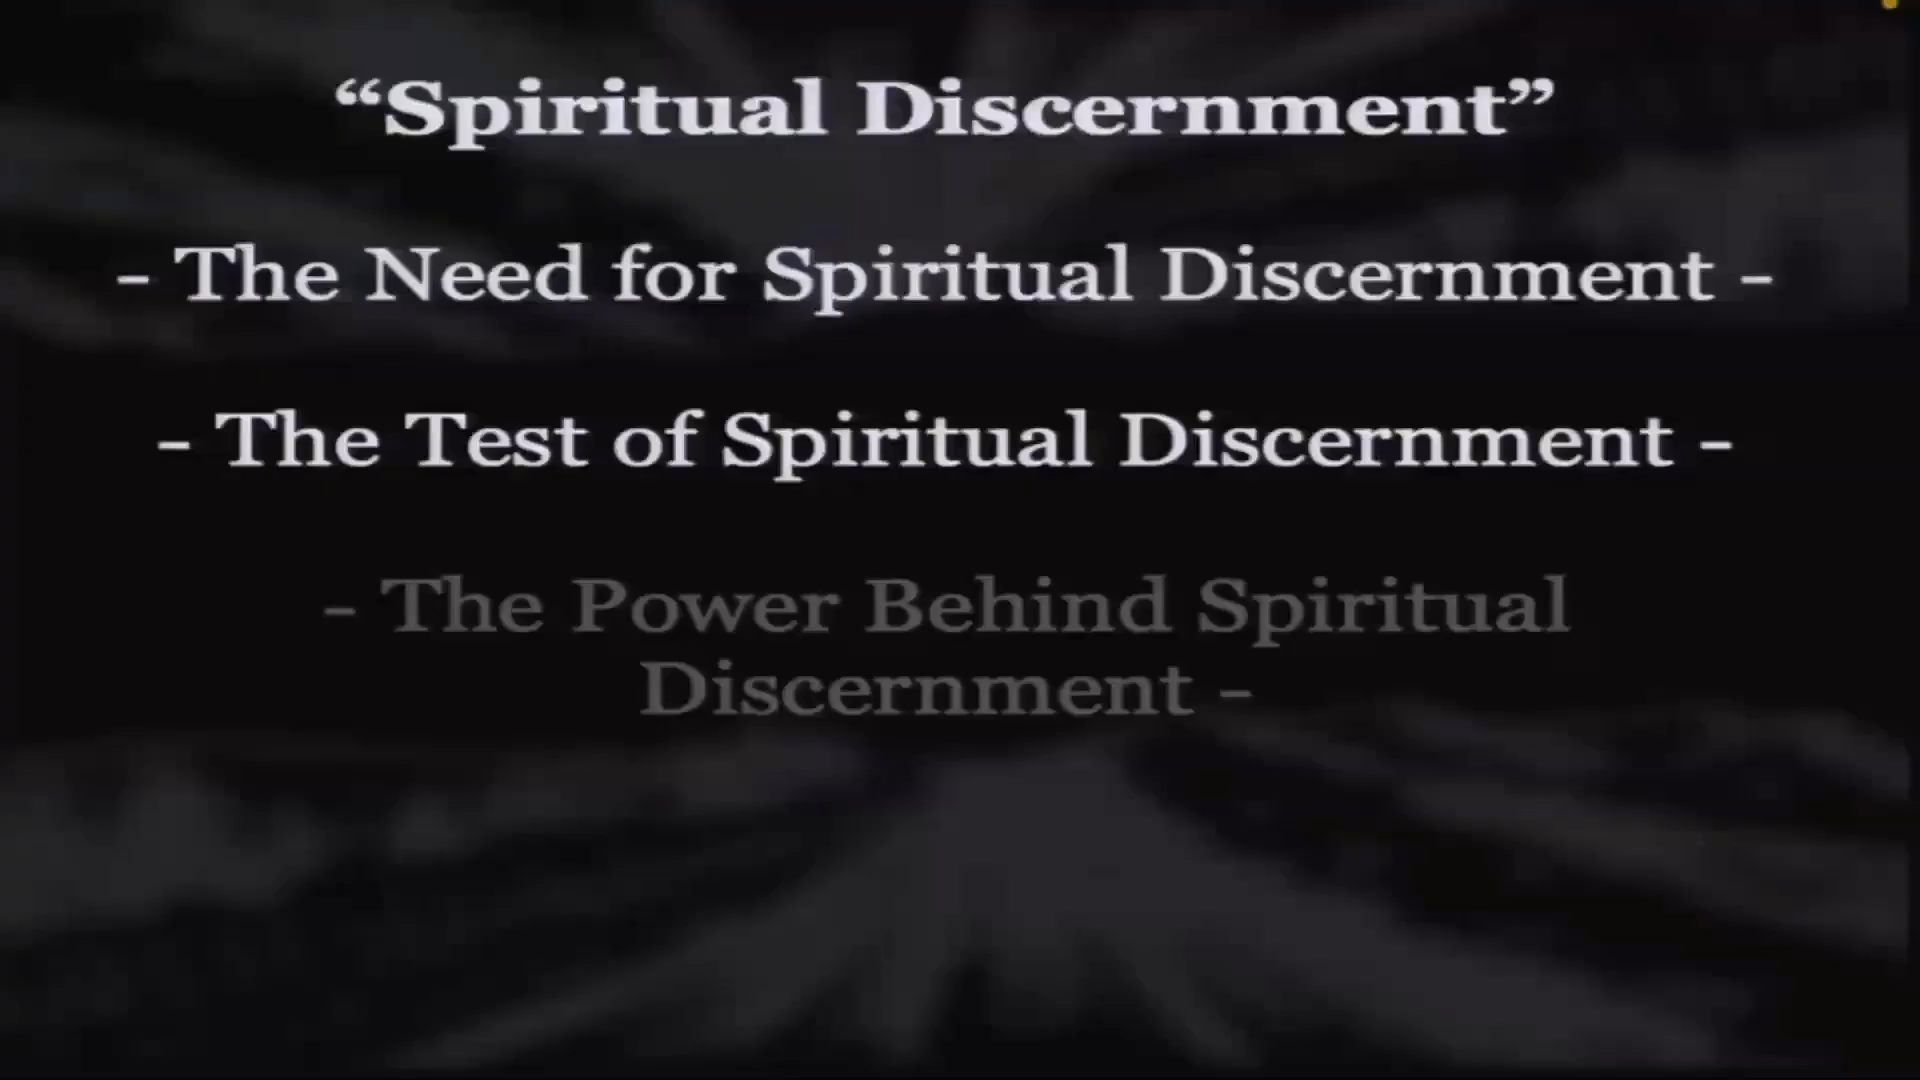 “Spiritual Discernment”
- The Need for Spiritual Discernment -
- The Test of Spiritual Discernment -
- The Power Behind Spiritual
Discernment -